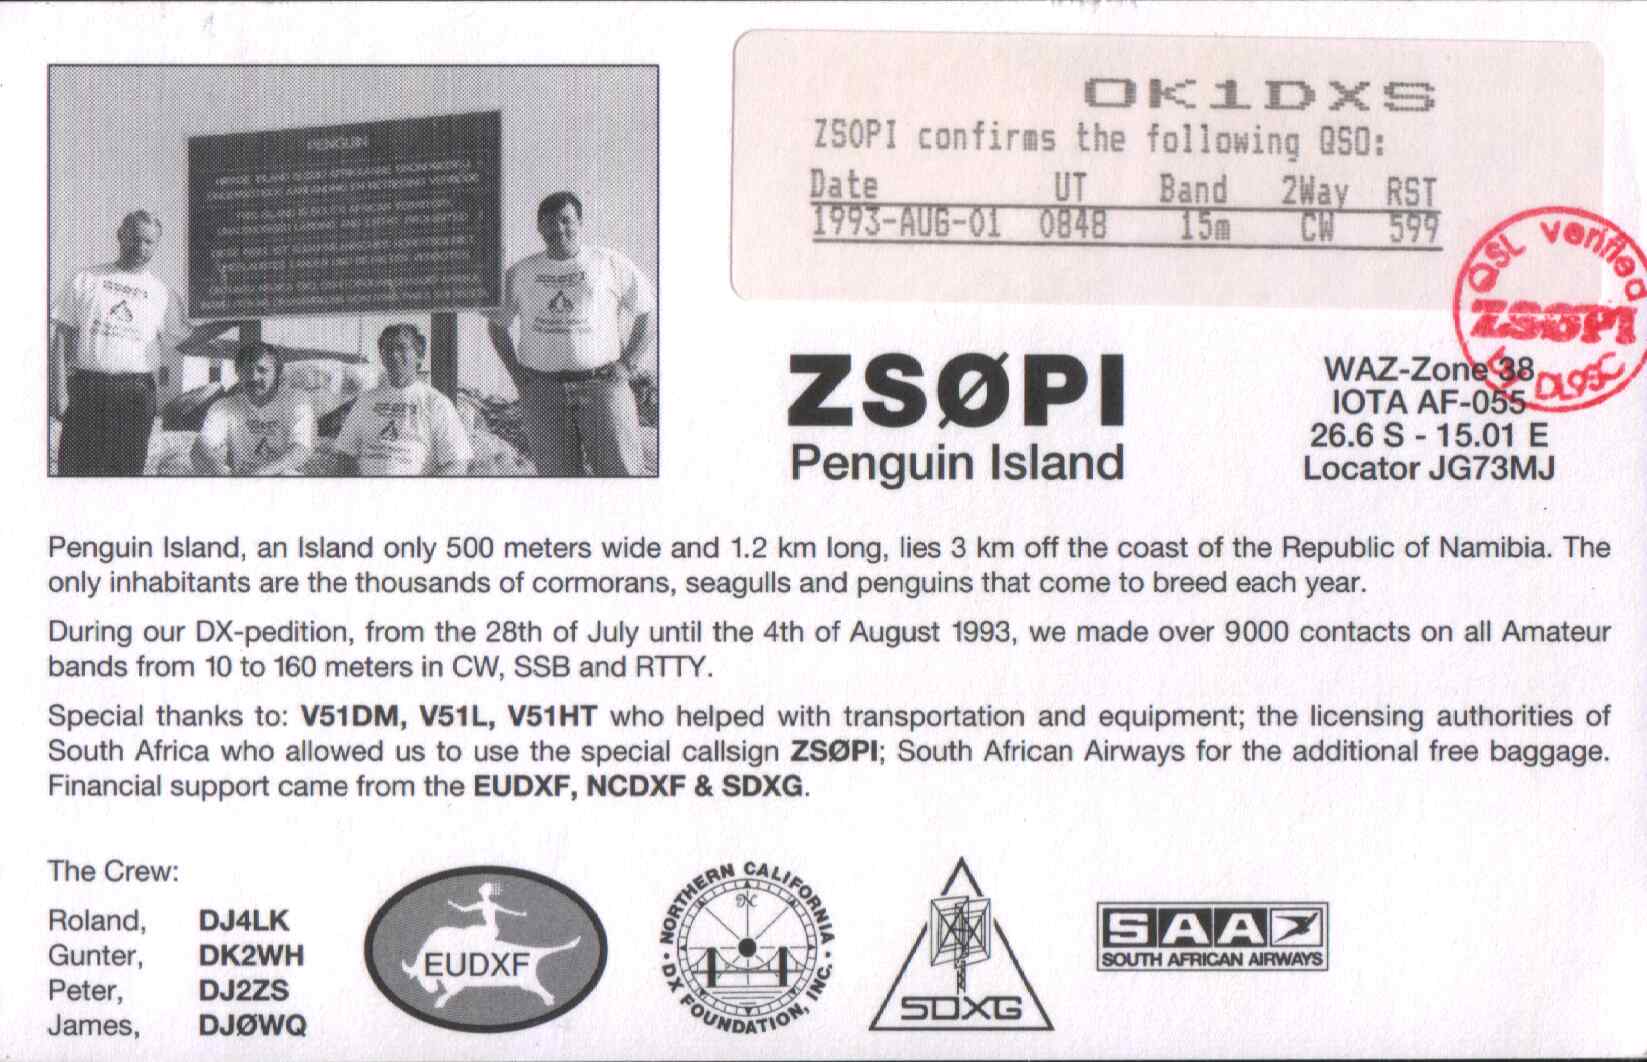 PENGUIN
OK1DXS
ZSOPI confirms the following QSO:
Date UT Band 2Way RST
1993-AUG-01 0848 15m CW 599
QSL verified
ZSØPI
DL9SC
ZSØPI
Penguin Island
WAZ-Zone 38
IOTA AF-055
26.6 S - 15.01 E
Locator JG73MJ
Penguin Island, an Island only 500 meters wide and 1.2 km long, lies 3 km off the coast of the Republic of Namibia. The
only inhabitants are the thousands of cormorans, seagulls and penguins that come to breed each year.
During our DX-pedition, from the 28th of July until the 4th of August 1993, we made over 9000 contacts on all Amateur
bands from 10 to 160 meters in CW, SSB and RTTY.
Special thanks to: V51DM, V51L, V51HT who helped with transportation and equipment; the licensing authorities of
South Africa who allowed us to use the special callsign ZSØPI; South African Airways for the additional free baggage.
Financial support came from the EUDXF, NCDXF & SDXG.
The Crew:
Roland, DJ4LK
Gunter, DK2WH
Peter, DJ2ZS
James, DJØWQ
EUDXF
NORTHERN CALIFORNIA
• DX FOUNDATION, INC. •
SDXG
SAA
SOUTH AFRICAN AIRWAYS